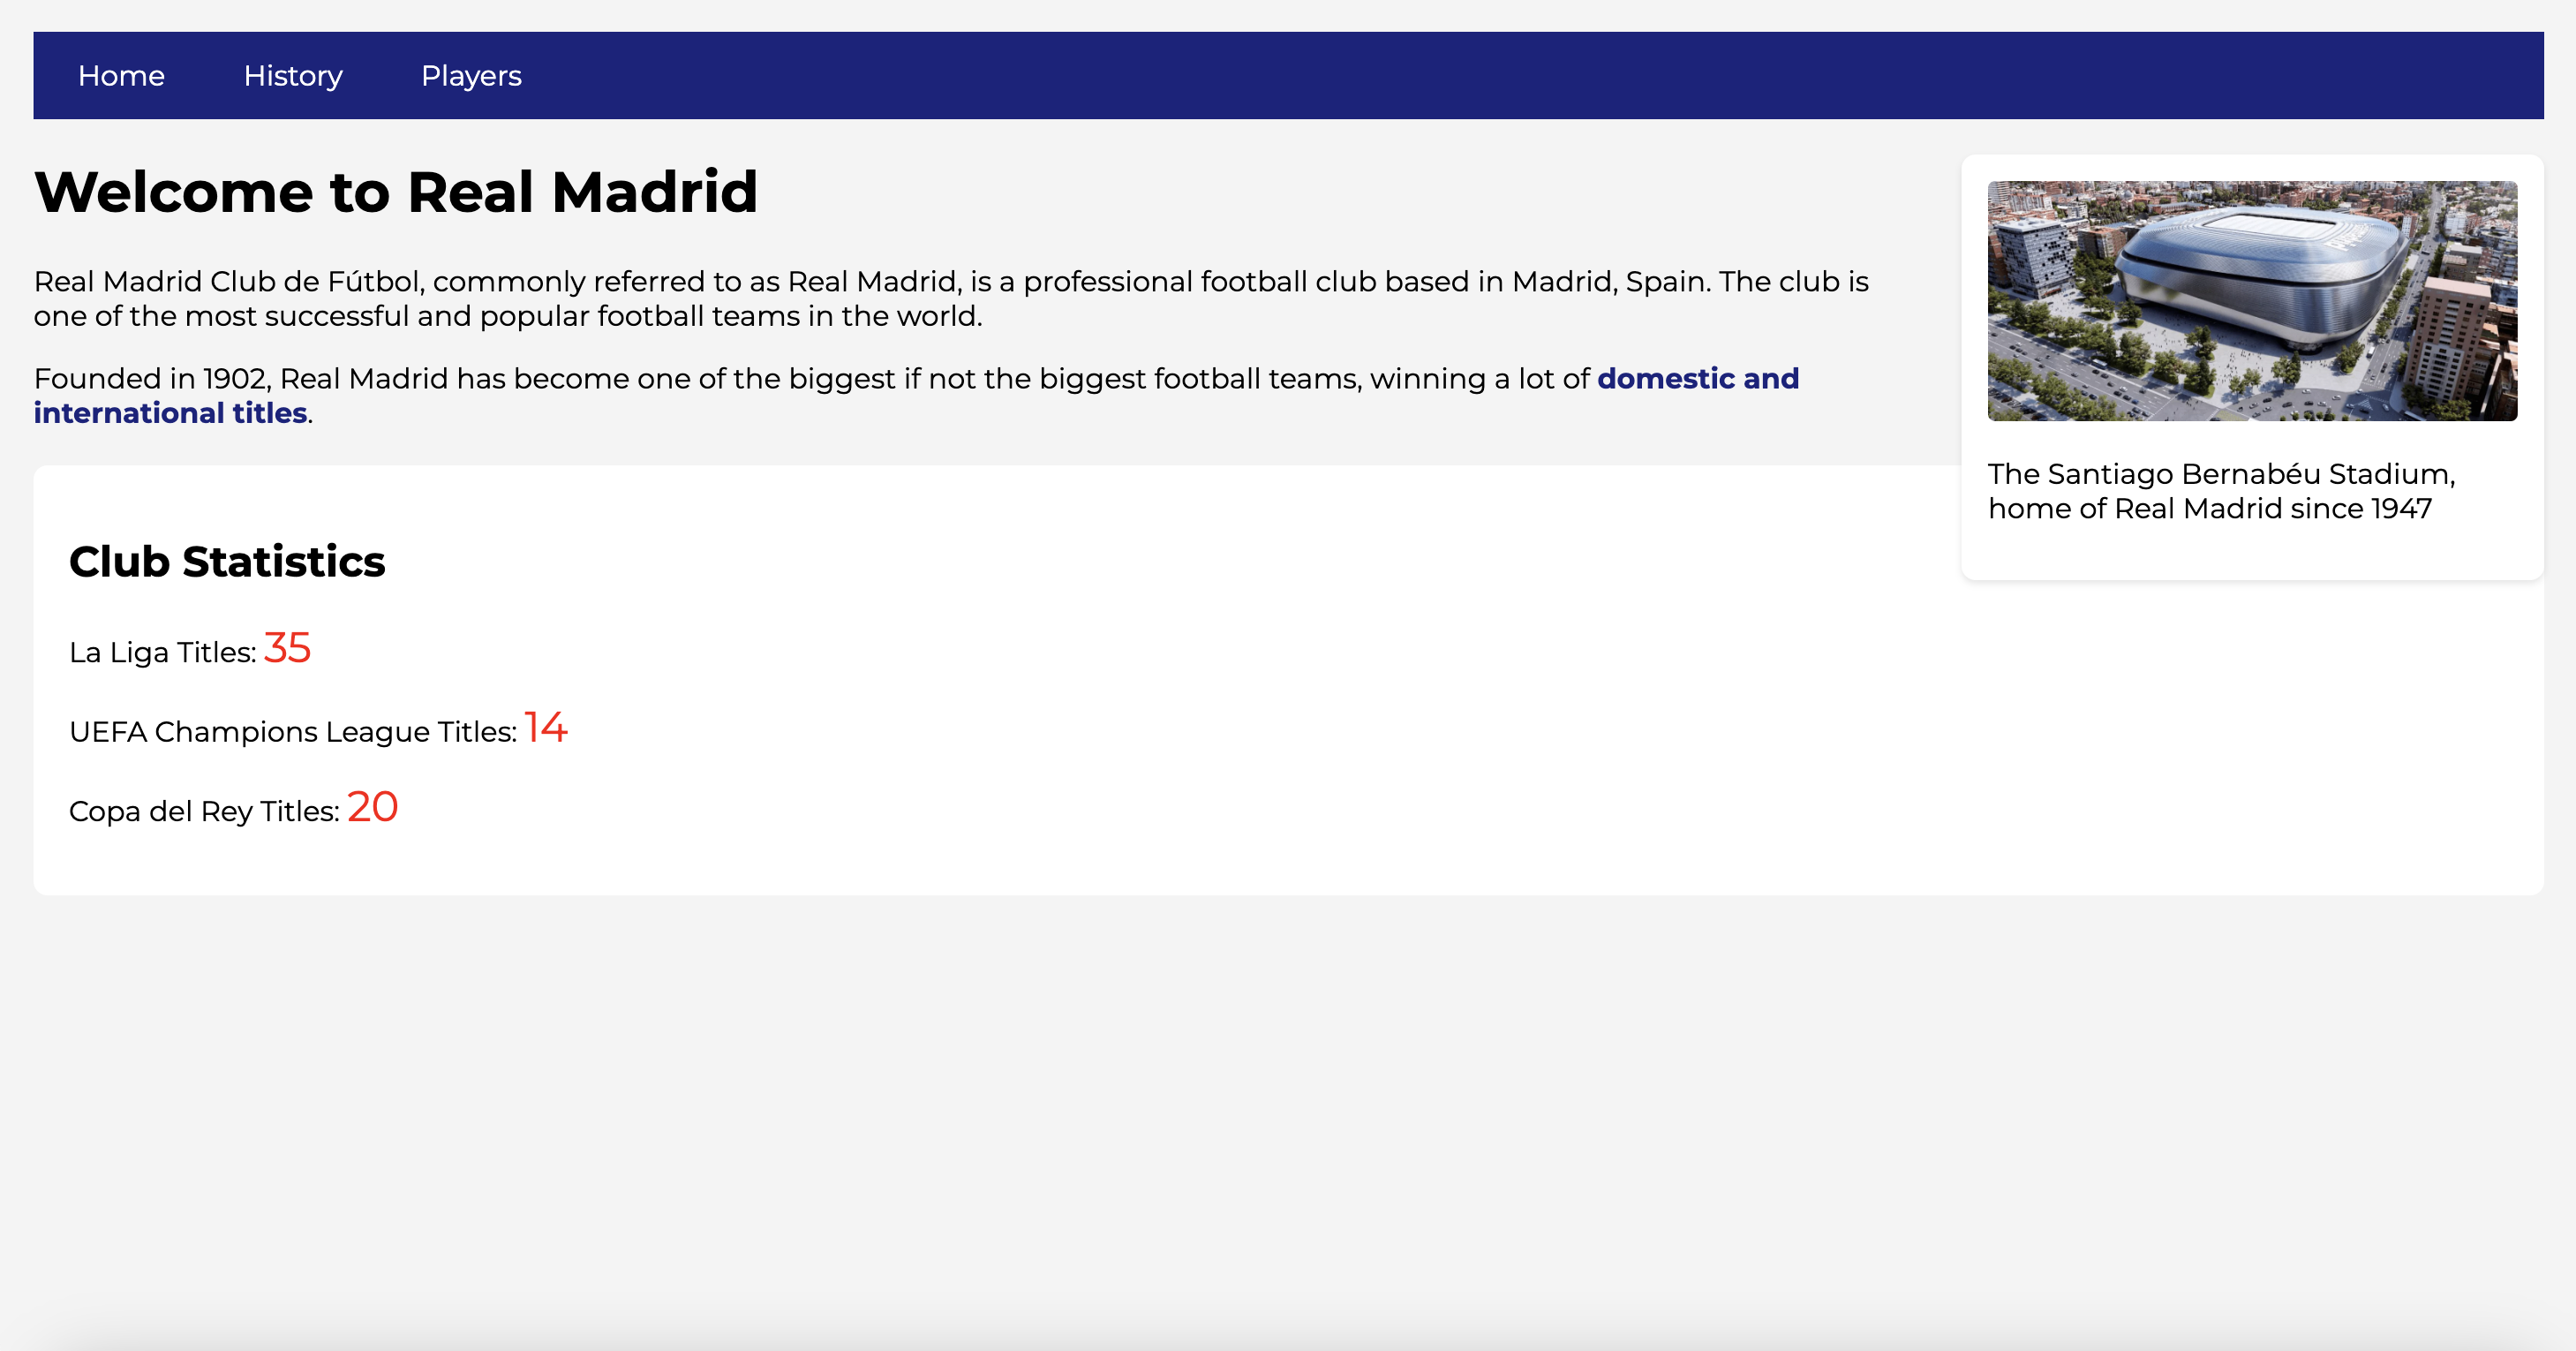 Home
History
Players
Welcome to Real Madrid
Real Madrid Club de Fútbol, commonly referred to as Real Madrid, is a professional football club based in Madrid, Spain. The club is
one of the most successful and popular football teams in the world.
Founded in 1902, Real Madrid has become one of the biggest if not the biggest football teams, winning a lot of domestic and
international titles.
The Santiago Bernabéu Stadium,
home of Real Madrid since 1947
Club Statistics
La Liga Titles: 35
UEFA Champions League Titles: 14
Copa del Rey Titles: 20